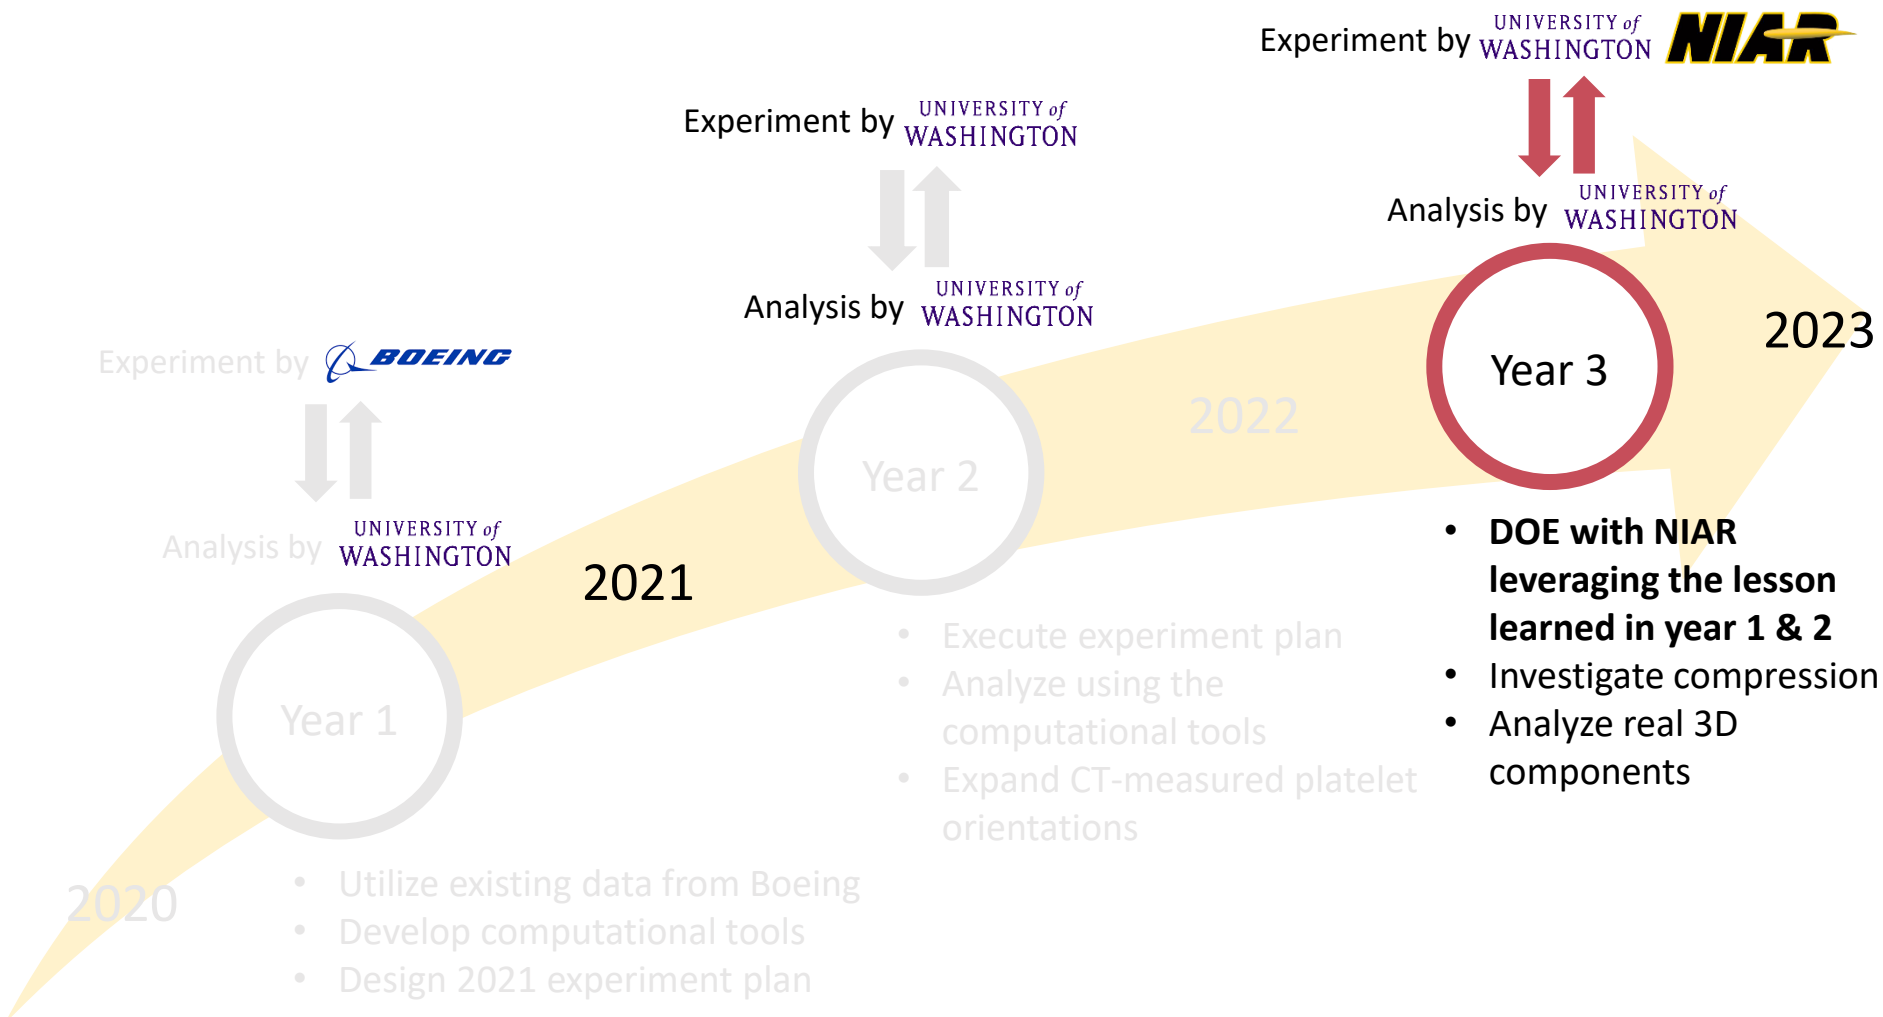 Experiment by UNIVERSITY of WASHINGTON NIAR
Analysis by UNIVERSITY of WASHINGTON
Year 3
2023
• DOE with NIAR
leveraging the lesson
learned in year 1 & 2
• Investigate compression
• Analyze real 3D
components
Experiment by UNIVERSITY of WASHINGTON
Analysis by UNIVERSITY of WASHINGTON
Year 2
2022
• Execute experiment plan
• Analyze using the
computational tools
• Expand CT-measured platelet
orientations
Experiment by BOEING
Analysis by UNIVERSITY of WASHINGTON
2021
Year 1
2020
• Utilize existing data from Boeing
• Develop computational tools
• Design 2021 experiment plan